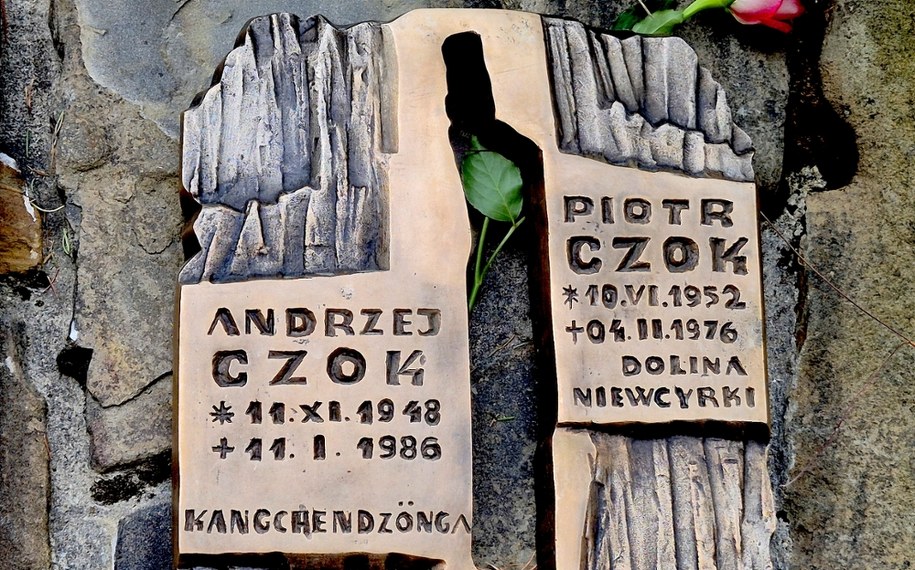 ANDRZEJ
CZOK
* 11.XI.1948
+ 11. I. 1986
KANGCHENDZÖNGA
PIOTR
CZOK
*10.VI.1952
+04.II.1976
DOLINA
NIEWCYRKI